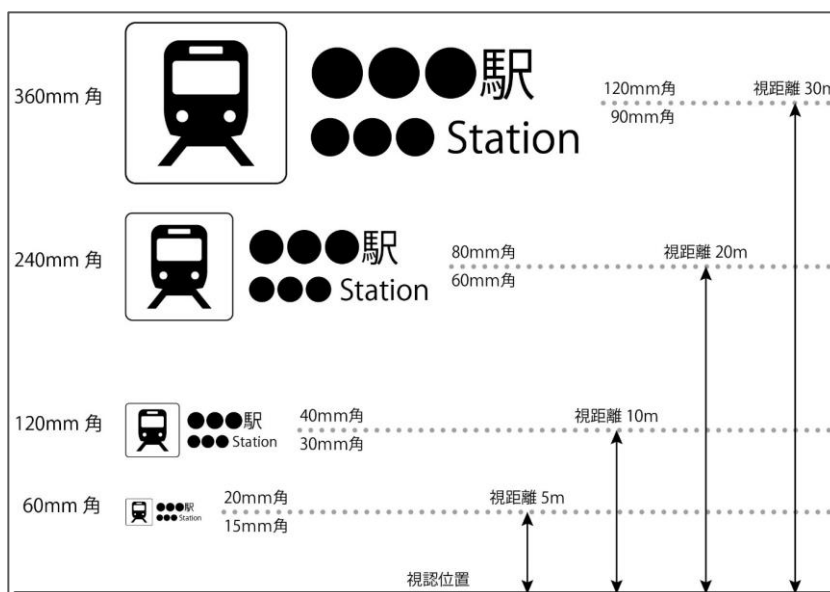 360mm 角
●●●駅
●●● Station
120mm角
90mm角
視距離 30m
240mm 角
●●●駅
●●● Station
80mm角
60mm角
視距離 20m
120mm 角
●●●駅
●●● Station
40mm角
30mm角
視距離 10m
60mm 角
●●●駅
●●● Station
20mm角
15mm角
視距離 5m
視認位置